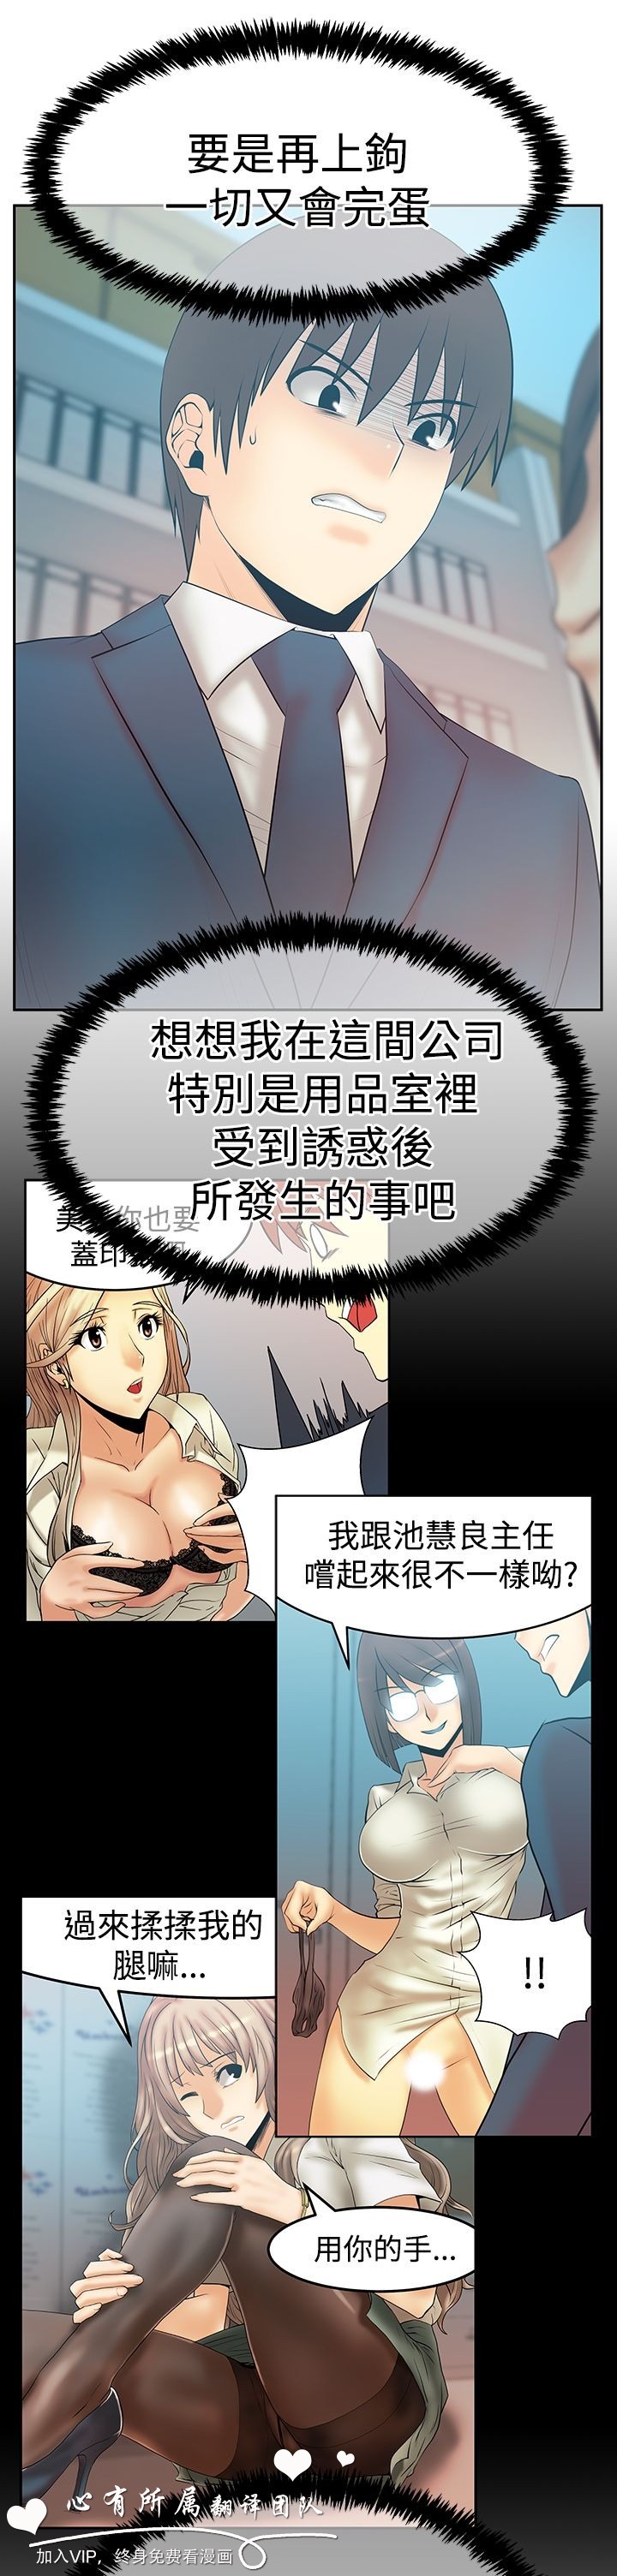 要是再上鉤
一切又會完蛋
想想我在這間公司
特別是用品室裡
受到誘惑後
所發生的事吧
你也要
蓋印
我跟池慧良主任
嚐起來很不一樣呦?
!!
過來揉揉我的
腿嘛...
用你的手...
心有所属翻译团队
加入VIP，终身免费看漫画